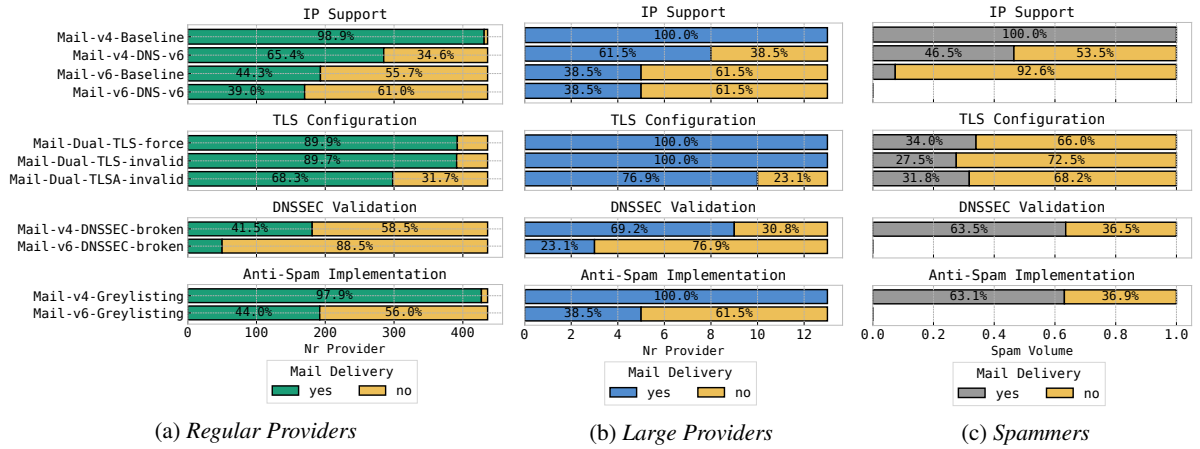 IP Support
Mail-v4-Baseline 98.9%
Mail-v4-DNS-v6 65.4% 34.6%
Mail-v6-Baseline 44.3% 55.7%
Mail-v6-DNS-v6 39.0% 61.0%
TLS Configuration
Mail-Dual-TLS-force 89.9%
Mail-Dual-TLS-invalid 89.7%
Mail-Dual-TLSA-invalid 68.3% 31.7%
DNSSEC Validation
Mail-v4-DNSSEC-broken 41.5% 58.5%
Mail-v6-DNSSEC-broken 88.5%
Anti-Spam Implementation
Mail-v4-Greylisting 97.9%
Mail-v6-Greylisting 44.0% 56.0%
0 100 200 300 400
Nr Provider
Mail Delivery
yes no
(a) Regular Providers
IP Support
100.0%
61.5% 38.5%
38.5% 61.5%
38.5% 61.5%
TLS Configuration
100.0%
100.0%
76.9% 23.1%
DNSSEC Validation
69.2% 30.8%
23.1% 76.9%
Anti-Spam Implementation
100.0%
38.5% 61.5%
0 2 4 6 8 10 12
Nr Provider
Mail Delivery
yes no
(b) Large Providers
IP Support
100.0%
46.5% 53.5%
92.6%
TLS Configuration
34.0% 66.0%
27.5% 72.5%
31.8% 68.2%
DNSSEC Validation
63.5% 36.5%
Anti-Spam Implementation
63.1% 36.9%
0.0 0.2 0.4 0.6 0.8 1.0
Spam Volume
Mail Delivery
yes no
(c) Spammers